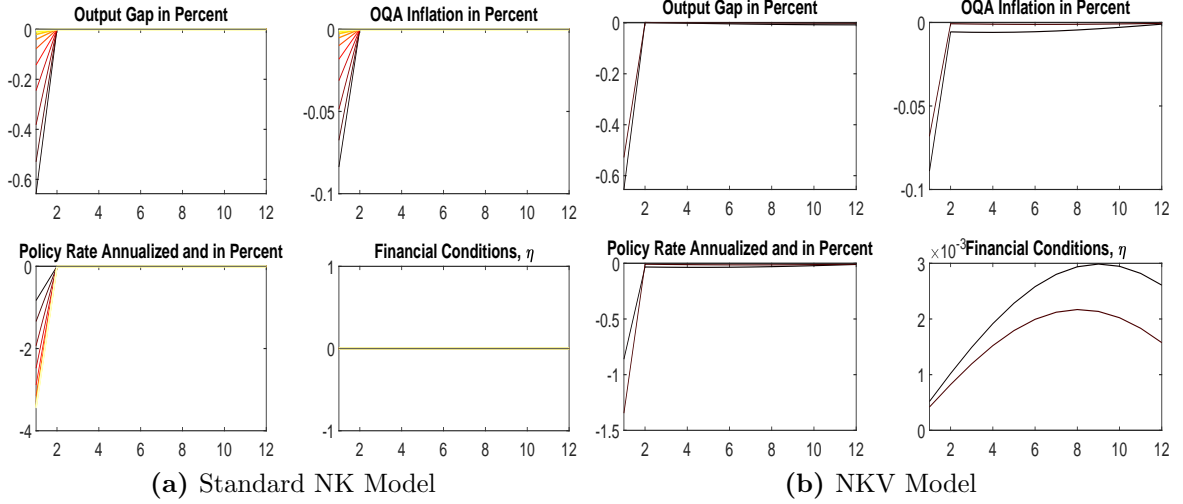 Output Gap in Percent
0
-0.2
-0.4
-0.6
2 4 6 8 10 12
OQA Inflation in Percent
0
-0.05
-0.1
2 4 6 8 10 12
Policy Rate Annualized and in Percent
0
-2
-4
2 4 6 8 10 12
Financial Conditions, η
1
0
-1
2 4 6 8 10 12
(a) Standard NK Model
Output Gap in Percent
0
-0.2
-0.4
-0.6
2 4 6 8 10 12
OQA Inflation in Percent
0
-0.05
-0.1
2 4 6 8 10 12
Policy Rate Annualized and in Percent
0
-0.5
-1
-1.5
2 4 6 8 10 12
×10⁻³ Financial Conditions, η
3
2
1
0
2 4 6 8 10 12
(b) NKV Model